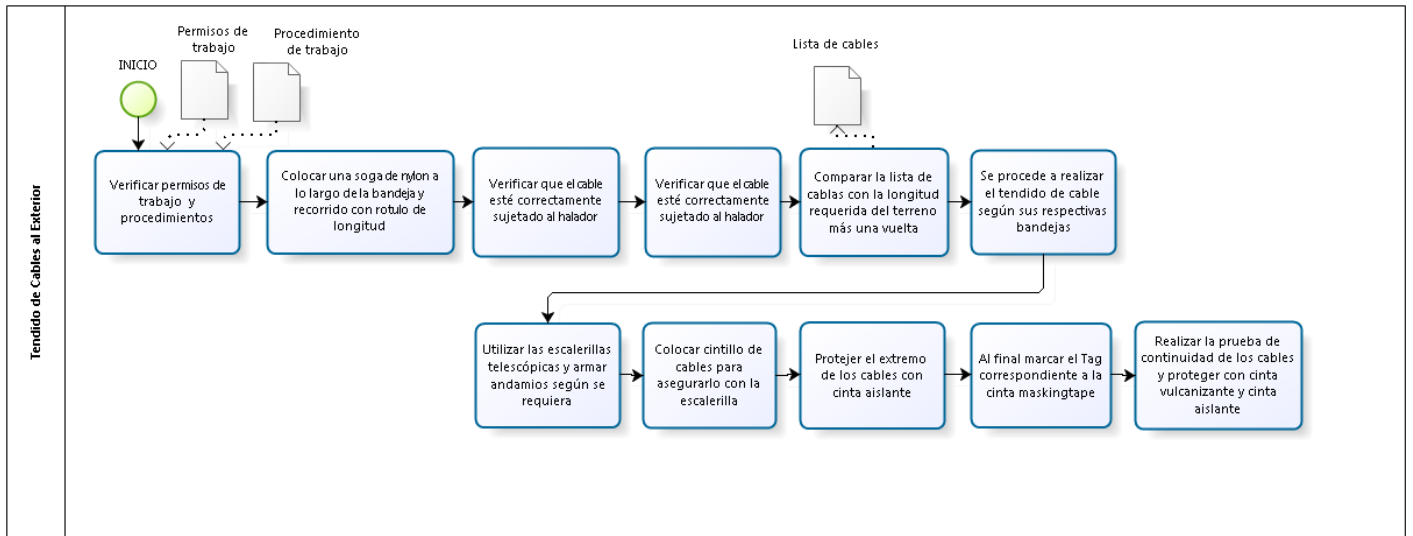 Tendido de Cables al Exterior
INICIO
Permisos de
trabajo
Procedimiento
de trabajo
Lista de cables
Verificar permisos de
trabajo y
procedimientos
Colocar una soga de nylon a
lo largo de la bandeja y
recorrido con rotulo de
longitud
Verificar que el cable
esté correctamente
sujetado al halador
Verificar que el cable
esté correctamente
sujetado al halador
Comparar la lista de
cablas con la longitud
requerida del terreno
más una vuelta
Se procede a realizar
el tendido de cable
según sus respectivas
bandejas
Utilizar las escalerillas
telescópicas y armar
andamios según se
requiera
Colocar cintillo de
cables para
asegurarlo con la
escalerilla
Protejer el extremo
de los cables con
cinta aislante
Al final marcar el Tag
correspondiente a la
cinta maskingtape
Realizar la prueba de
continuidad de los cables
y proteger con cinta
vulcanizante y cinta
aislante